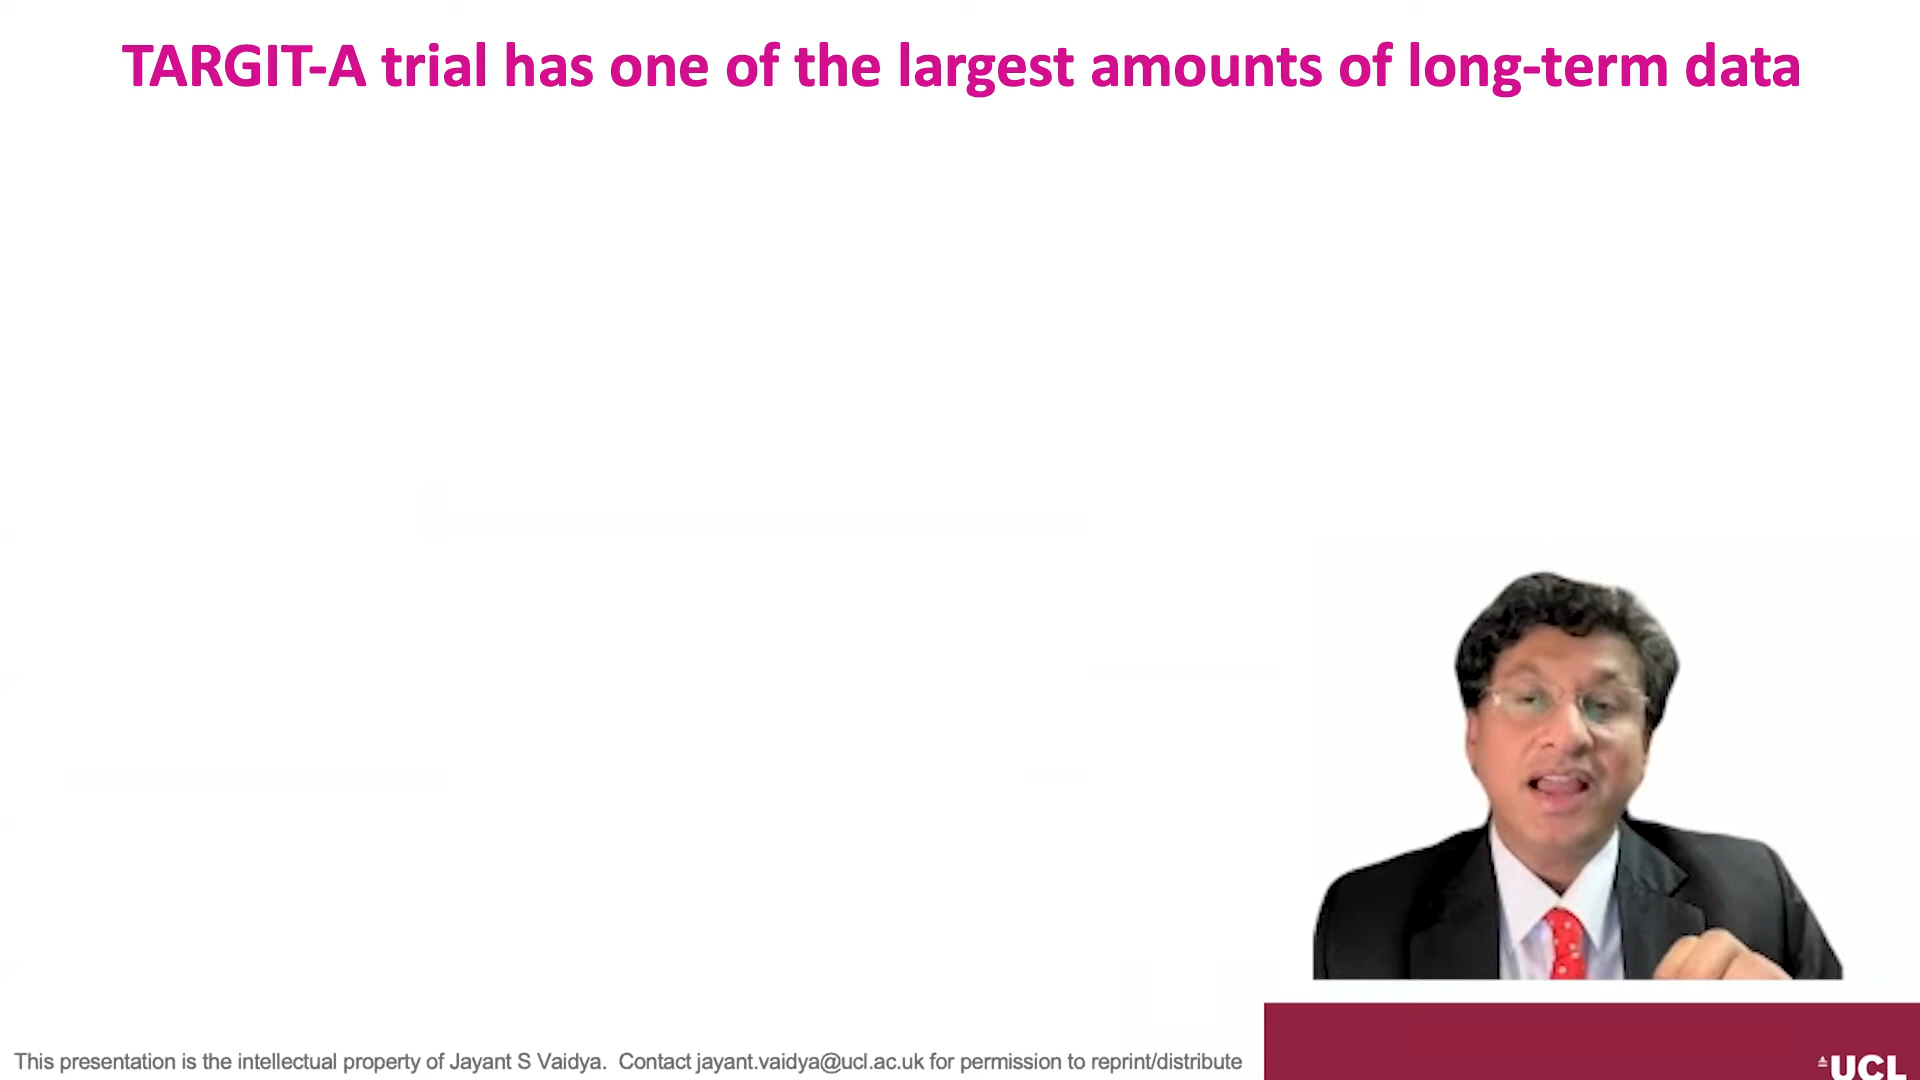 TARGIT-A trial has one of the largest amounts of long-term data
This presentation is the intellectual property of Jayant S Vaidya. Contact jayant.vaidya@ucl.ac.uk for permission to reprint/distribute
UCL